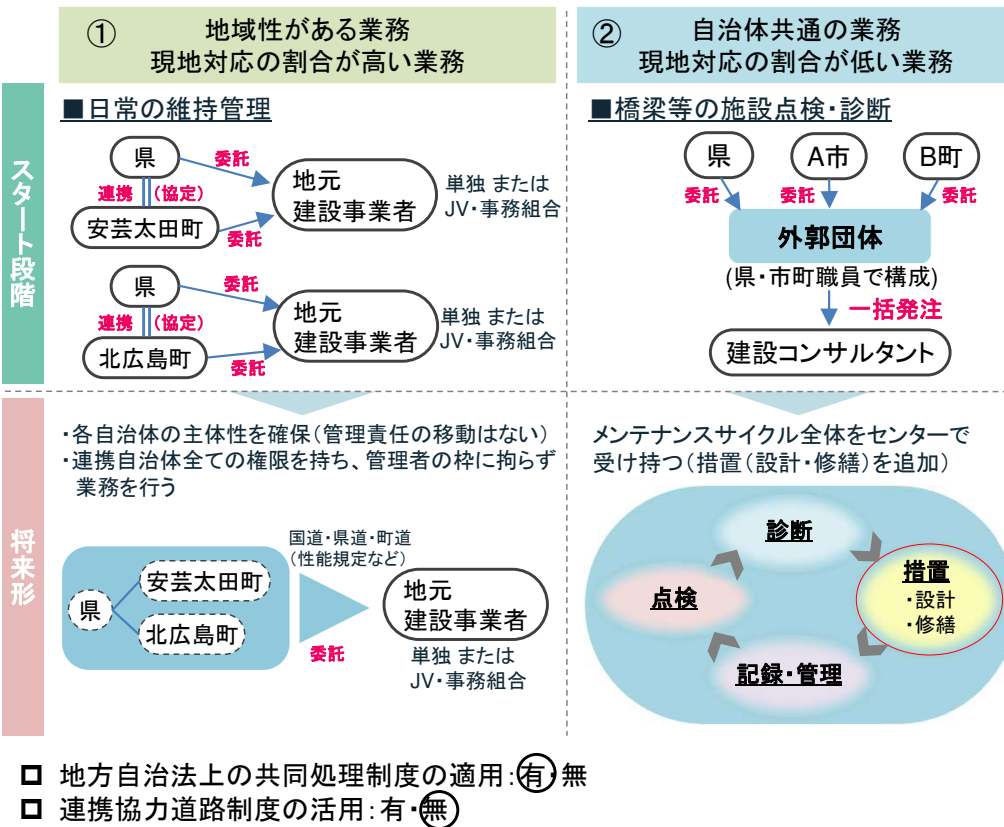 ① 地域性がある業務
現地対応の割合が高い業務
② 自治体共通の業務
現地対応の割合が低い業務
スタート段階
■日常の維持管理
県
委託
連携 (協定)
安芸太田町
委託
地元
建設事業者
単独 または
JV・事務組合
県
委託
連携 (協定)
北広島町
委託
地元
建設事業者
単独 または
JV・事務組合
■橋梁等の施設点検・診断
県
A市
B町
委託
委託
委託
外郭団体
(県・市町職員で構成)
一括発注
建設コンサルタント
将来形
・各自治体の主体性を確保(管理責任の移動はない)
・連携自治体全ての権限を持ち、管理者の枠に拘らず
業務を行う
県
安芸太田町
北広島町
国道・県道・町道
(性能規定など)
委託
地元
建設事業者
単独 または
JV・事務組合
メンテナンスサイクル全体をセンターで
受け持つ(措置(設計・修繕)を追加)
診断
措置
・設計
・修繕
点検
記録・管理
地方自治法上の共同処理制度の適用:有・無
連携協力道路制度の活用:有・無